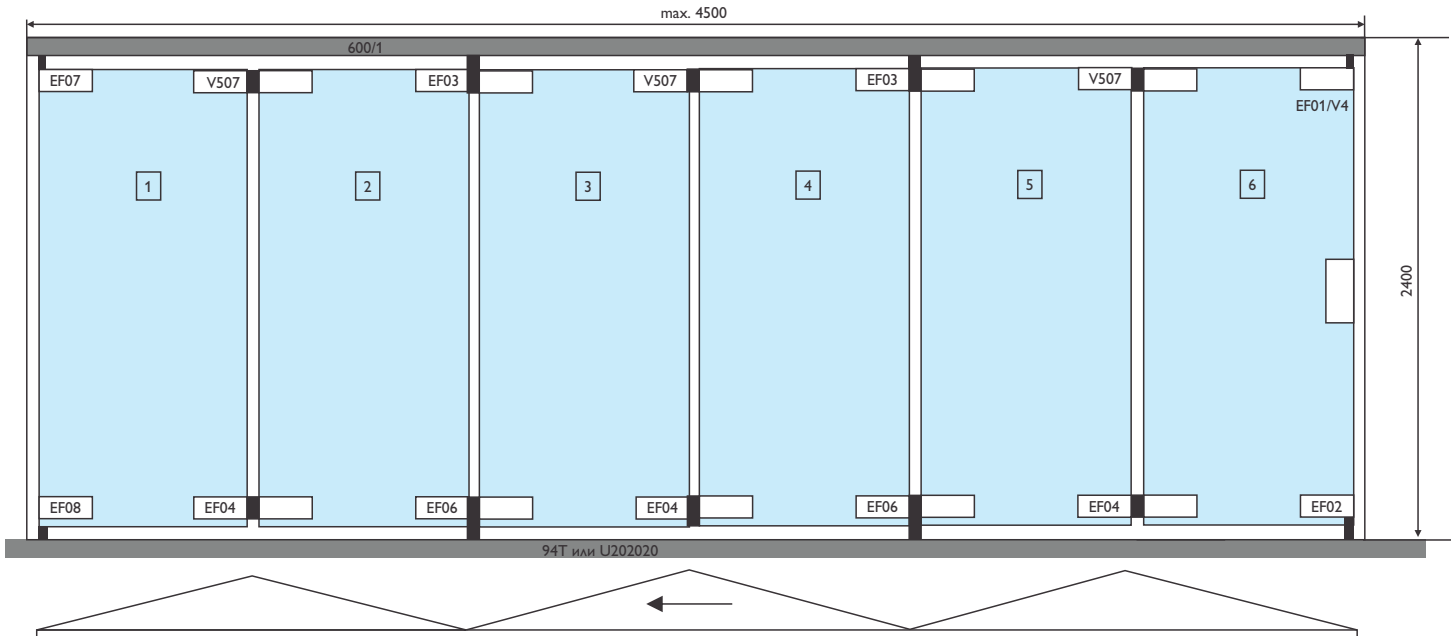 max. 4500
600/1
EF07 V507 EF03 V507 EF03 V507
EF01/V4
1 2 3 4 5 6
2400
EF08 EF04 EF06 EF04 EF06 EF04 EF02
94T или U202020